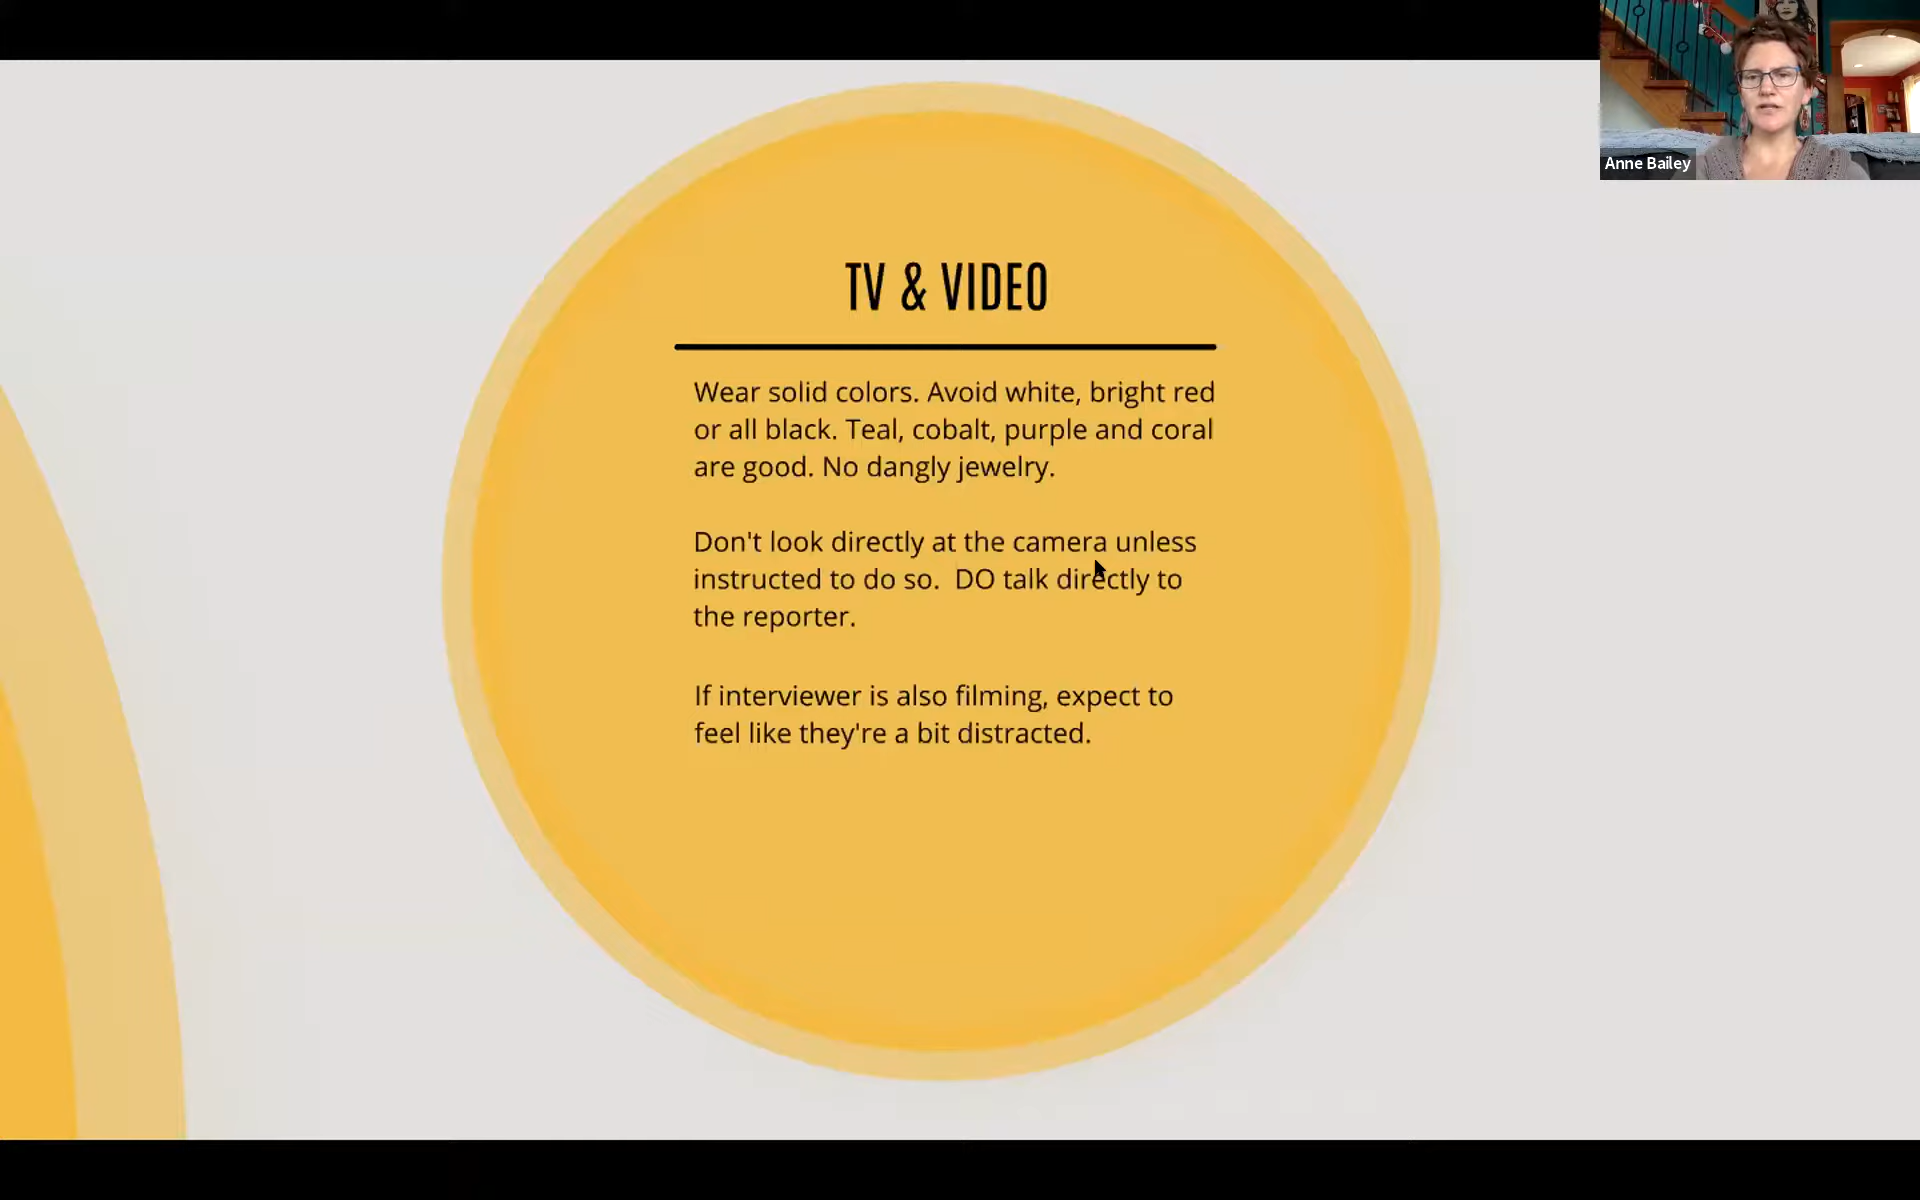 Anne Bailey
TV & VIDEO
Wear solid colors. Avoid white, bright red
or all black. Teal, cobalt, purple and coral
are good. No dangly jewelry.
Don't look directly at the camera unless
instructed to do so.  DO talk directly to
the reporter.
If interviewer is also filming, expect to
feel like they're a bit distracted.